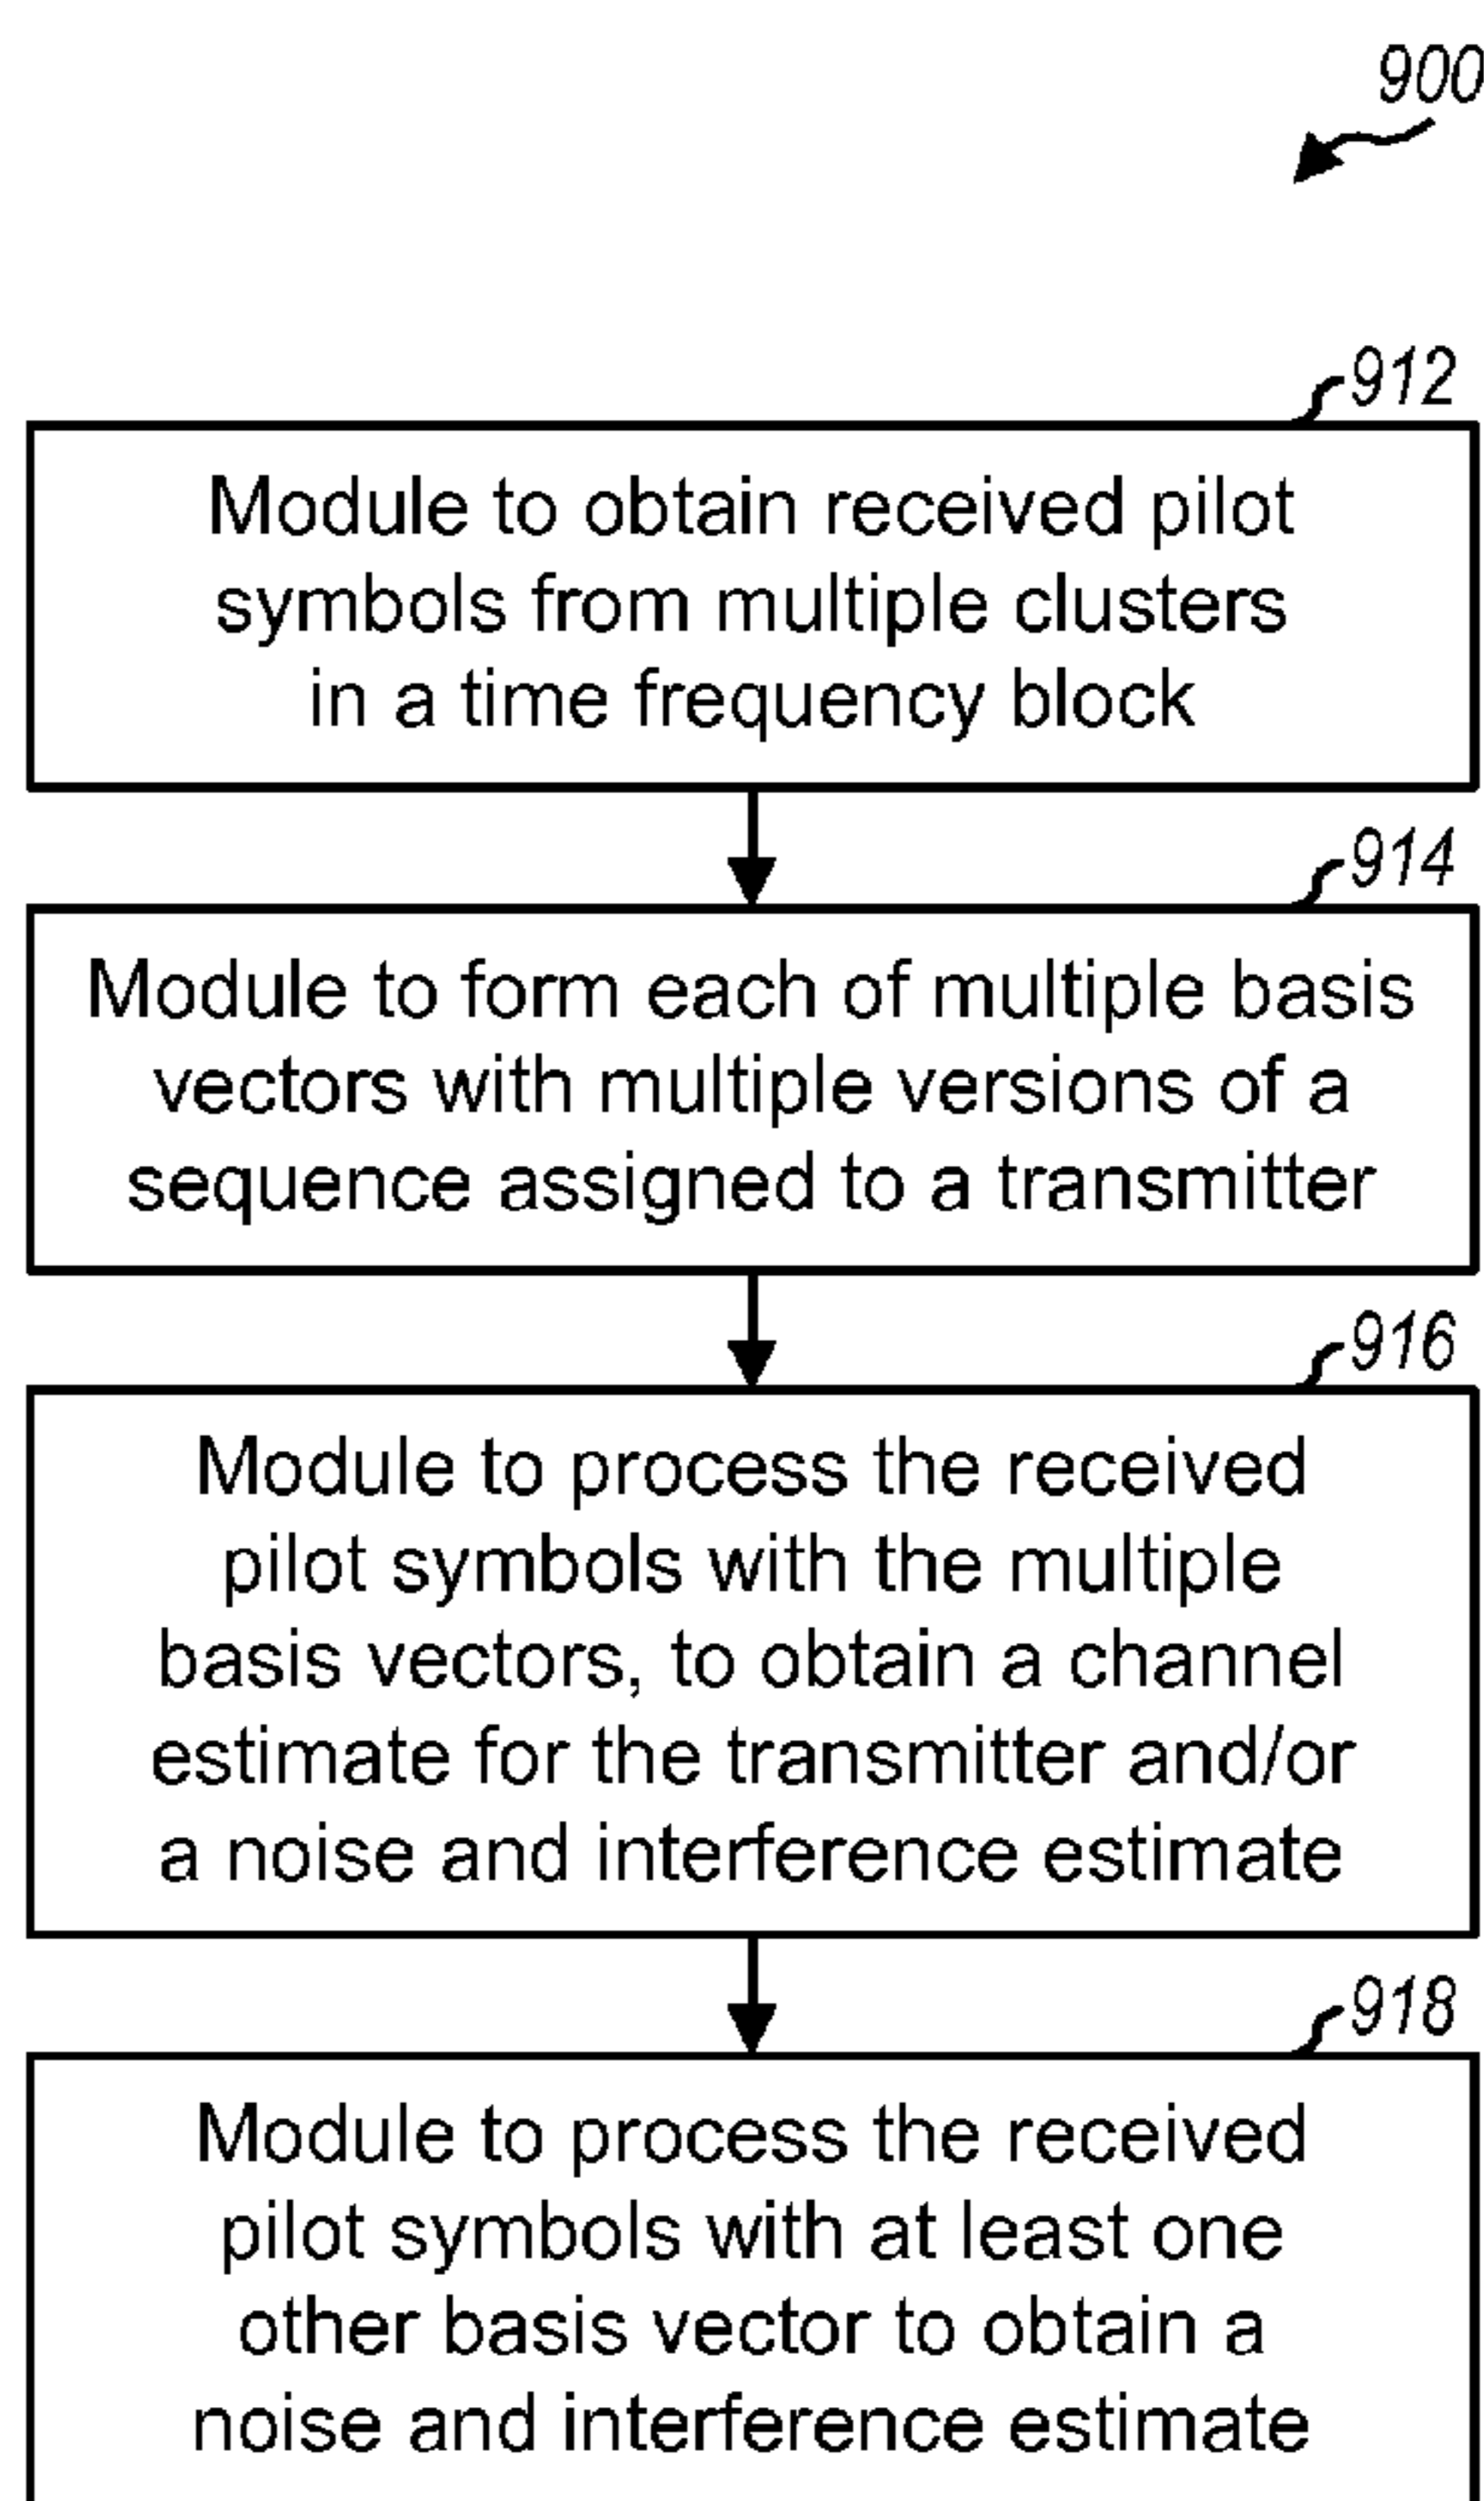 900
912
Module to obtain received pilot
symbols from multiple clusters
in a time frequency block
914
Module to form each of multiple basis
vectors with multiple versions of a
sequence assigned to a transmitter
916
Module to process the received
pilot symbols with the multiple
basis vectors, to obtain a channel
estimate for the transmitter and/or
a noise and interference estimate
918
Module to process the received
pilot symbols with at least one
other basis vector to obtain a
noise and interference estimate